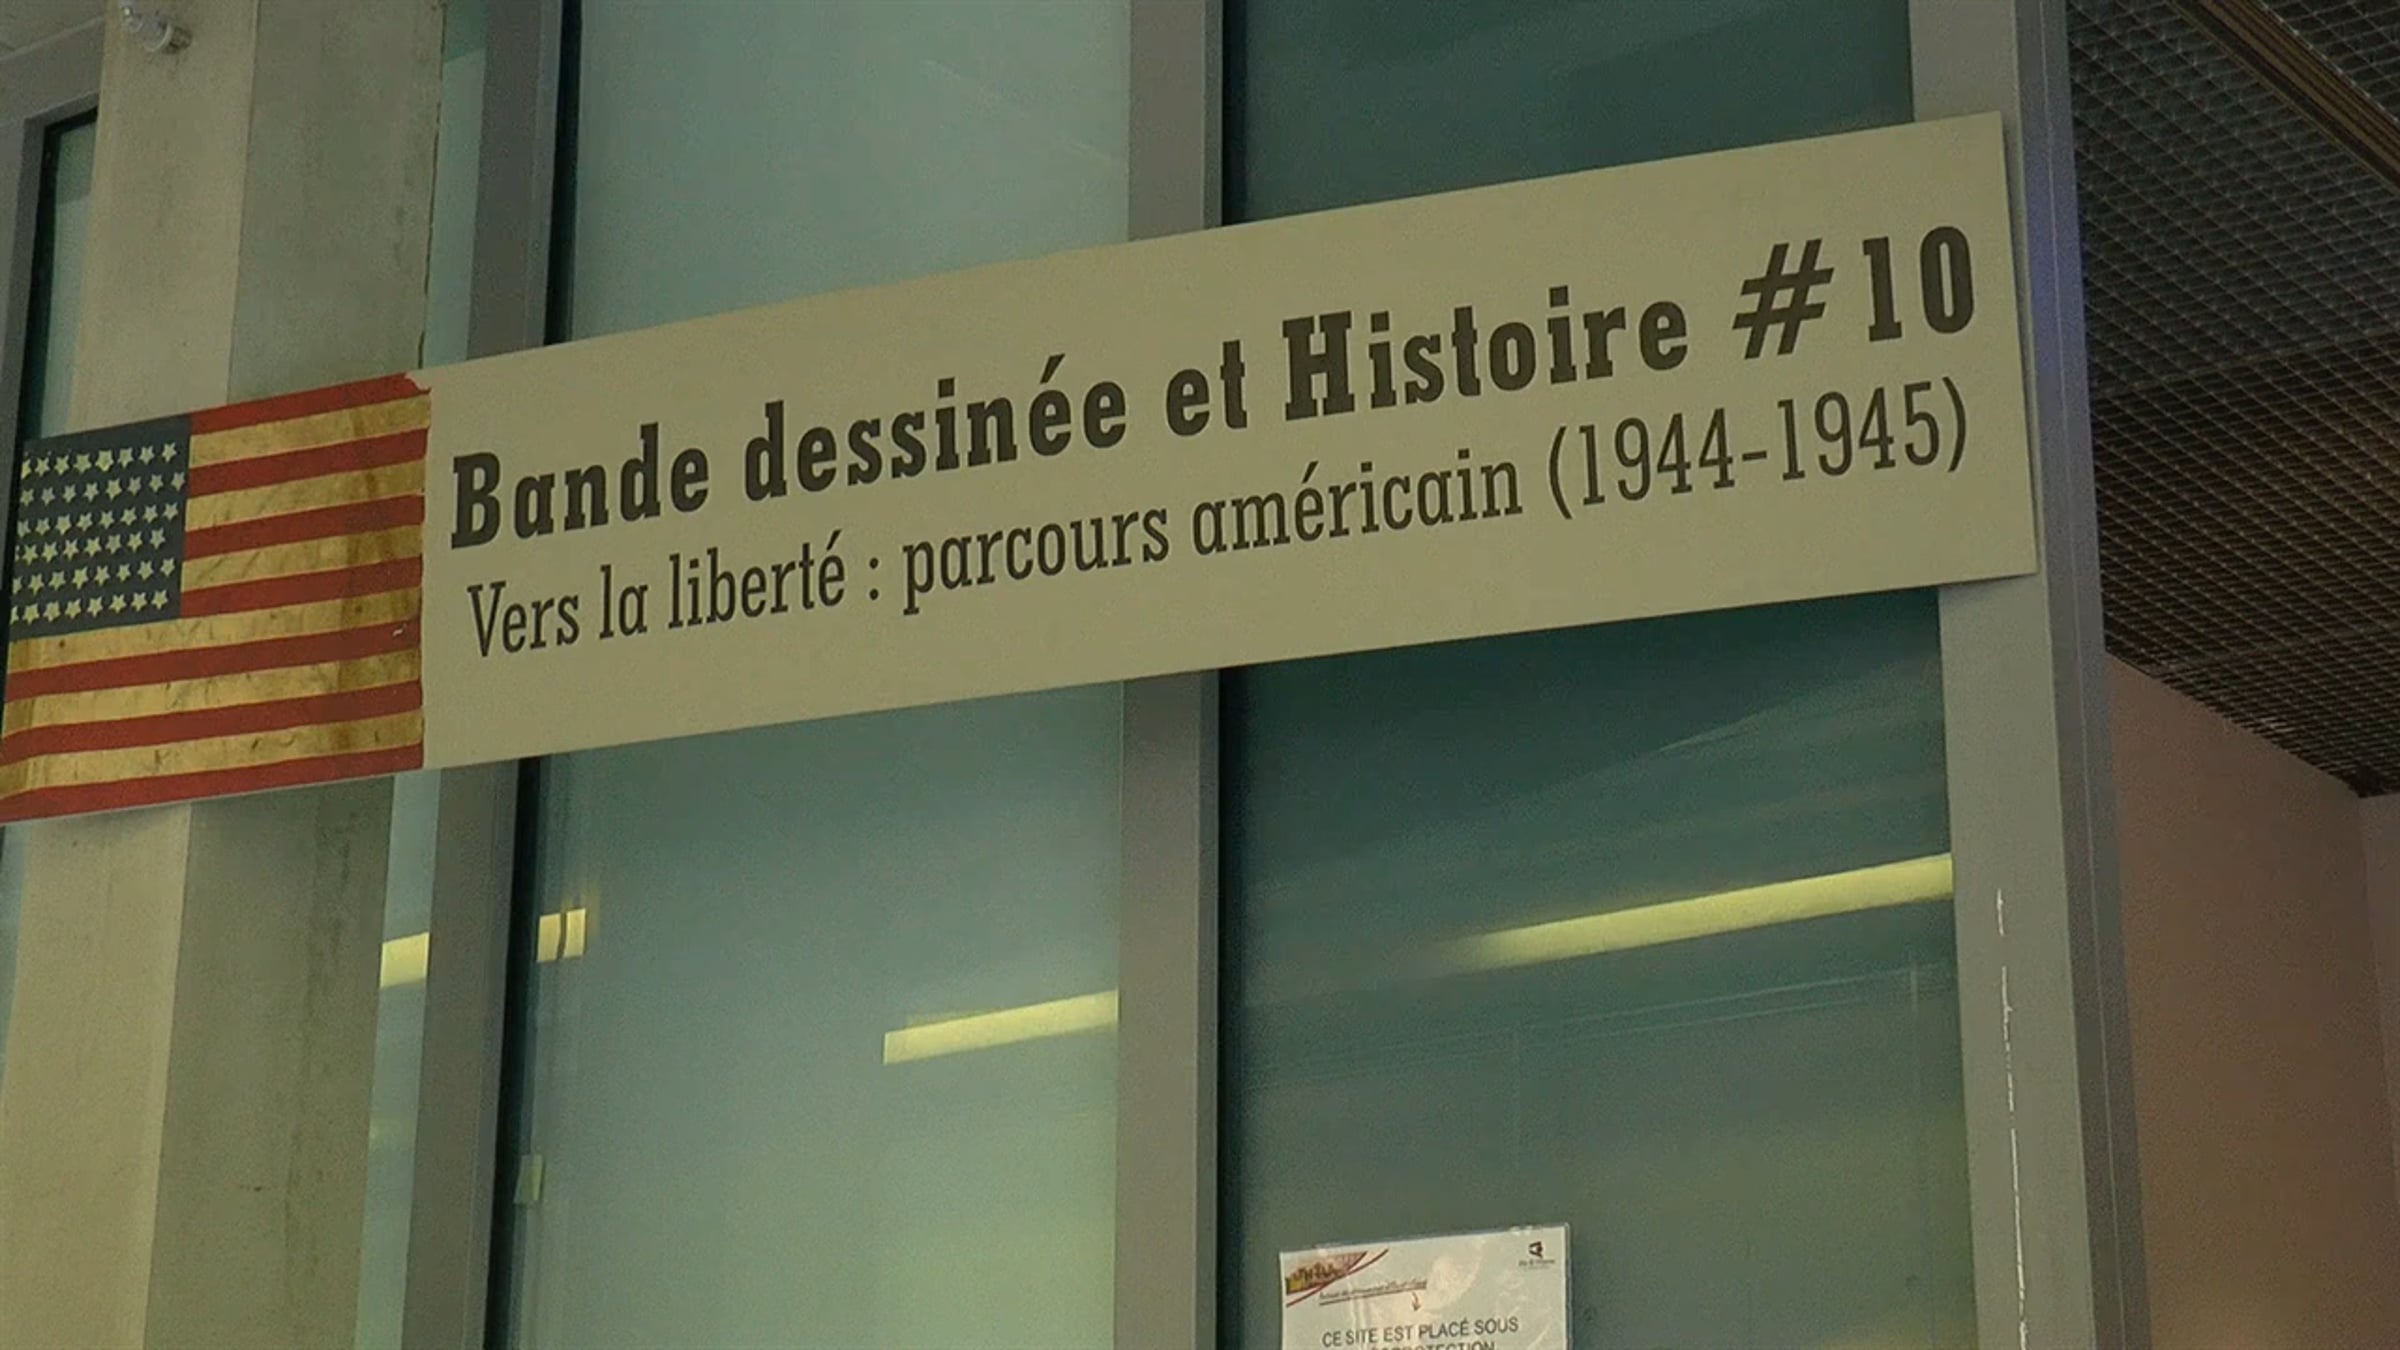 Bande dessinée et Histoire #10
Vers la liberté : parcours américain (1944-1945)
CE SITE EST PLACÉ SOUS